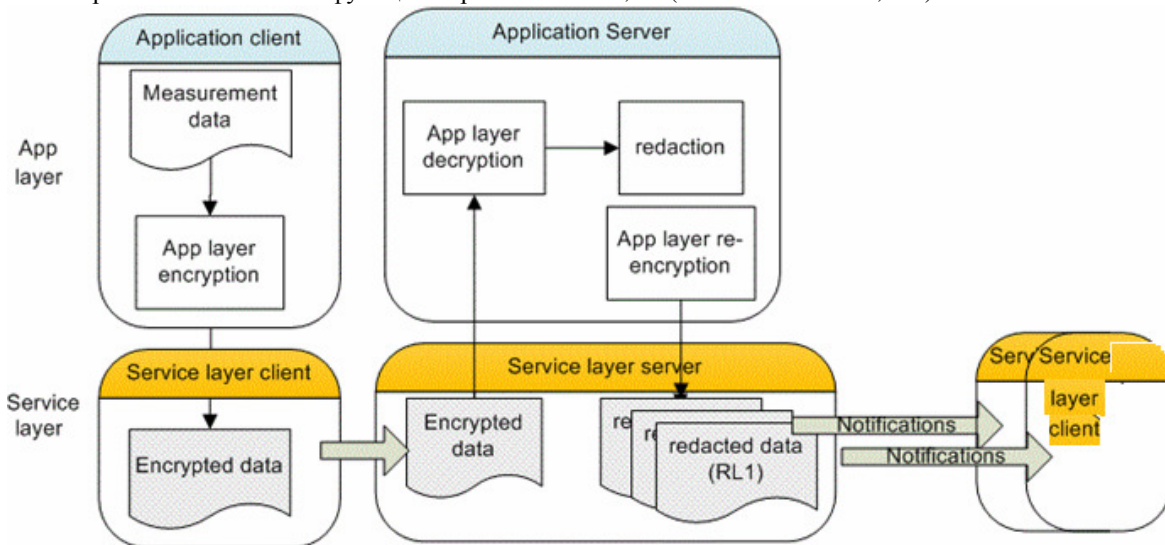 Application client
Application Server
Measurement
data
App layer
decryption
redaction
App
layer
App layer
encryption
App layer re-
encryption
Service layer client
Service layer server
Service
layer
client
Service
layer
Encrypted data
Encrypted
data
redacted data
(RL1)
Notifications
Notifications